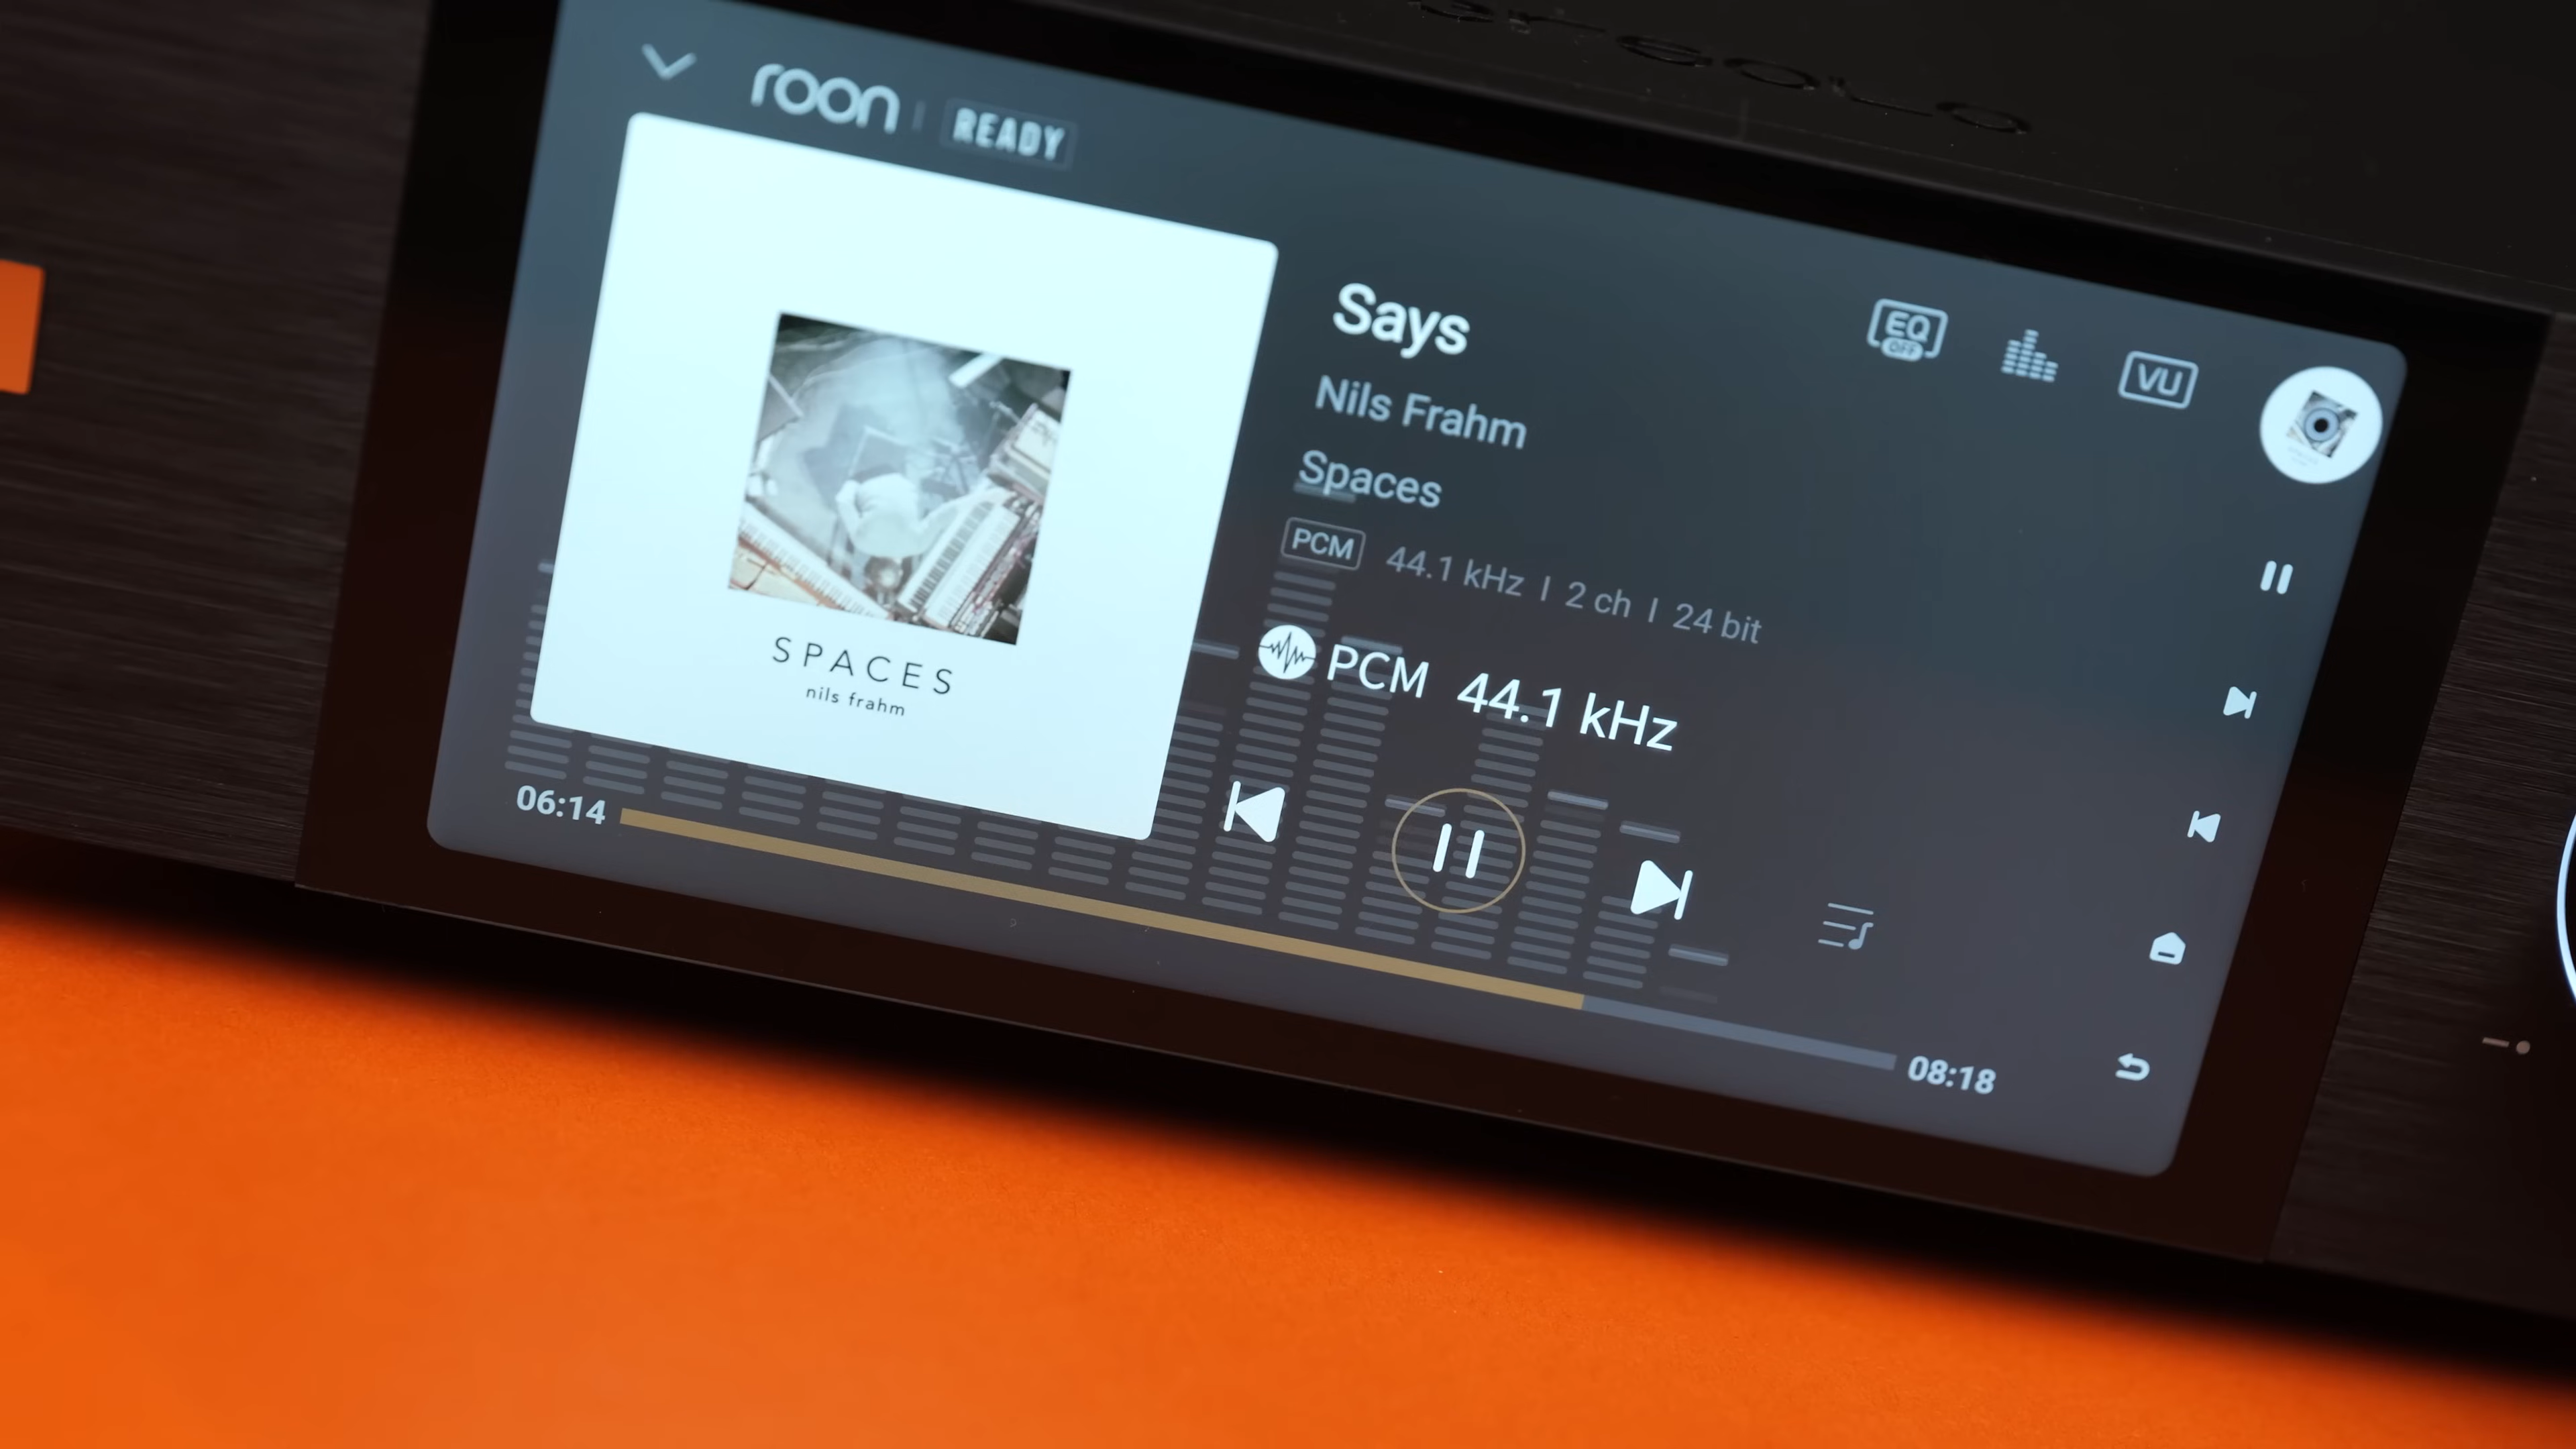 roon | READY
SPACES
nils frahm
Says
Nils Frahm
Spaces
PCM 44.1 kHz | 2 ch | 24 bit
PCM 44.1 kHz
EQ
OFF
VU
06:14
08:18